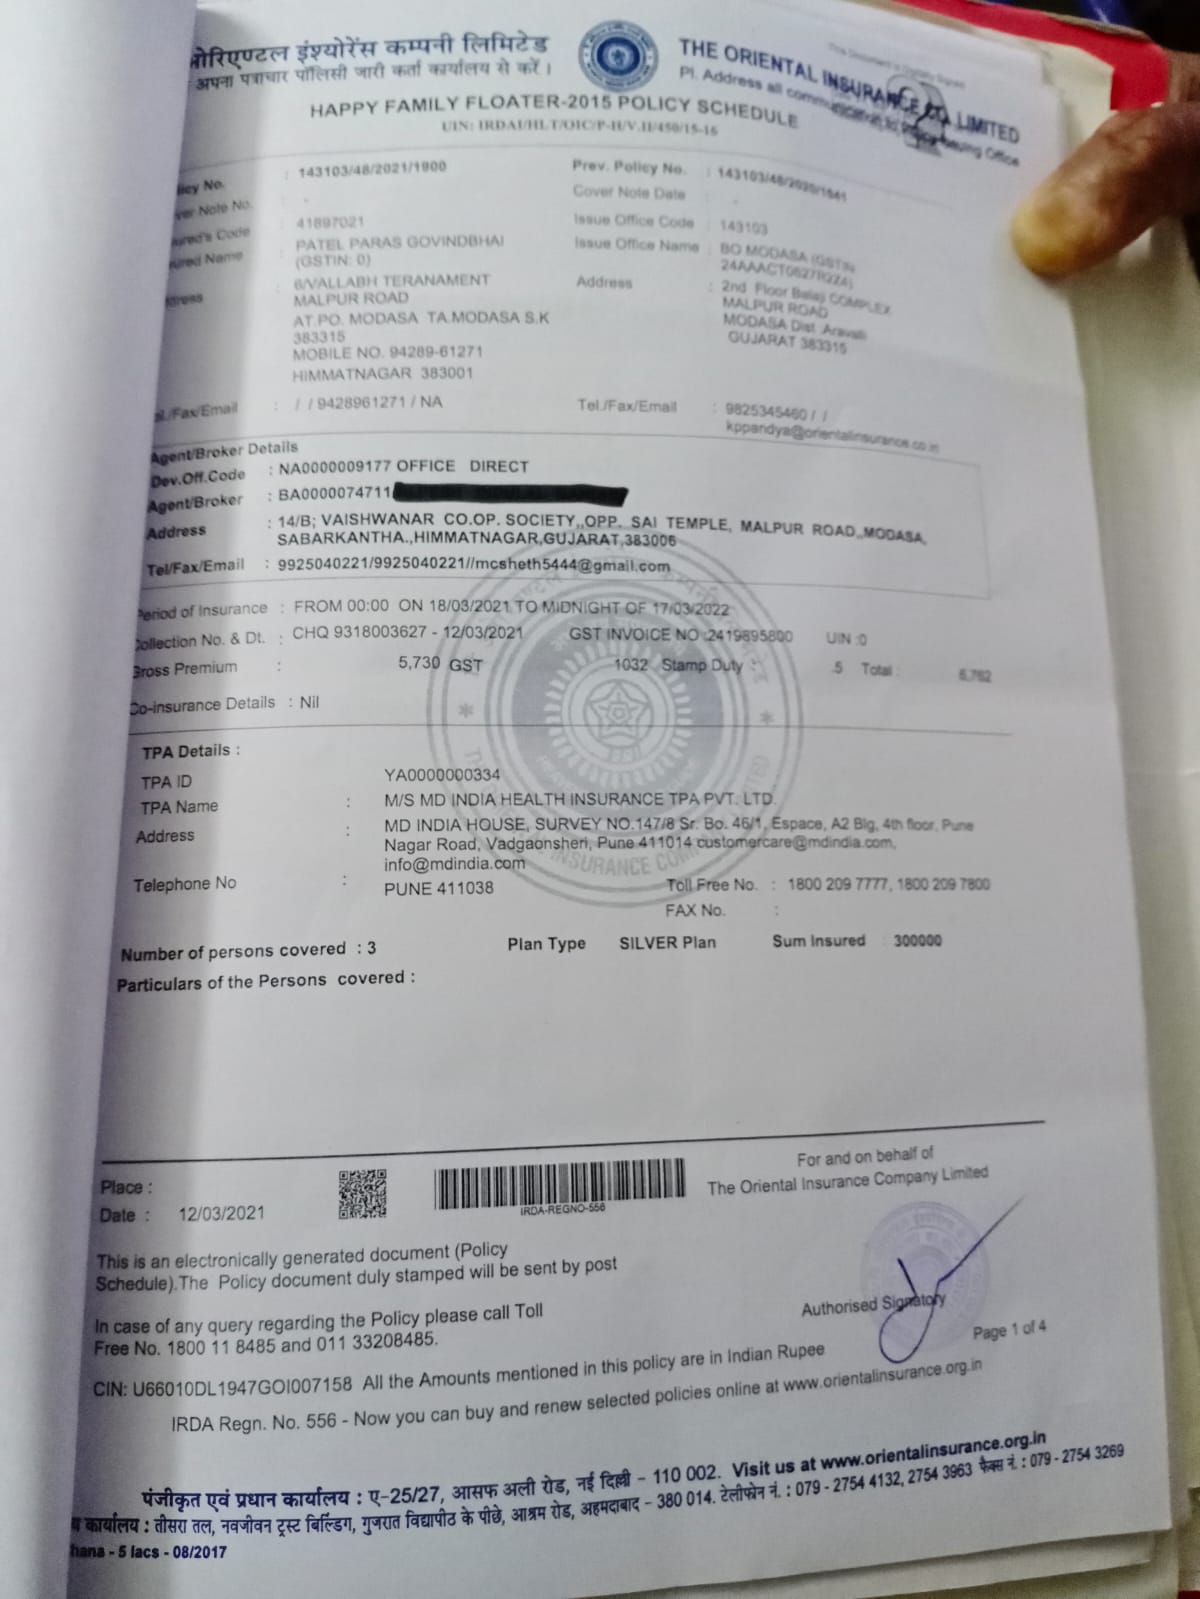 ओरिएण्टल इंश्योरेंस कम्पनी लिमिटेड
अपना पत्राचार पॉलिसी जारी कर्ता कार्यालय से करें ।
THE ORIENTAL INSURANCE CO. LIMITED
Pl. Address all communication to Policy Issuing Office
HAPPY FAMILY FLOATER-2015 POLICY SCHEDULE
UIN: IRDAI/HLT/OIC/P-H/V.II/450/15-16
licy No. : 143103/48/2021/1900 Prev. Policy No. : 143103/48/2020/1841
ver Note No. : - Cover Note Date : -
ured's Code : 41897021 Issue Office Code : 143103
ured Name : PATEL PARAS GOVINDBHAI Issue Office Name : BO MODASA (GSTIN
(GSTIN: 0)
dress : 6/VALLABH TERANAMENT Address : 2nd Floor Balaji COMPLEX
MALPUR ROAD MALPUR ROAD
AT.PO. MODASA TA.MODASA S.K MODASA Dist :Aravalli
383315 GUJARAT 383315
MOBILE NO. 94289-61271
HIMMATNAGAR 383001
el./Fax/Email : / / 9428961271 / NA Tel./Fax/Email : 9825345460 / /
kppandya@orientalinsurance.co.in
Agent/Broker Details
Dev.Off.Code : NA0000009177 OFFICE DIRECT
Agent/Broker : BA0000074711
Address : 14/B; VAISHWANAR CO.OP. SOCIETY,,OPP. SAI TEMPLE, MALPUR ROAD,,MODASA,
SABARKANTHA.,HIMMATNAGAR,GUJARAT,383006
Tel/Fax/Email : 9925040221/9925040221//mcsheth5444@gmail.com
Period of Insurance : FROM 00:00 ON 18/03/2021 TO MIDNIGHT OF 17/03/2022
Collection No. & Dt. : CHQ 9318003627 - 12/03/2021 GST INVOICE NO :2419895800 UIN :0
Gross Premium : 5,730 GST 1032 Stamp Duty : .5 Total : 6,762
Co-insurance Details : Nil
TPA Details :
TPA ID YA0000000334
TPA Name : M/S MD INDIA HEALTH INSURANCE TPA PVT. LTD.
Address : MD INDIA HOUSE, SURVEY NO.147/8 Sr. Bo. 46/1, Espace, A2 Blg, 4th floor, Pune
Nagar Road, Vadgaonsheri, Pune 411014 customercare@mdindia.com,
info@mdindia.com
Telephone No : PUNE 411038 Toll Free No. : 1800 209 7777, 1800 209 7800
FAX No. :
Number of persons covered : 3 Plan Type SILVER Plan Sum Insured : 300000
Particulars of the Persons covered :
Place :
Date : 12/03/2021
IRDA-REGNO-556
For and on behalf of
The Oriental Insurance Company Limited
This is an electronically generated document (Policy
Schedule).The Policy document duly stamped will be sent by post
In case of any query regarding the Policy please call Toll
Free No. 1800 11 8485 and 011 33208485.
Authorised Signatory
Page 1 of 4
CIN: U66010DL1947GOI007158 All the Amounts mentioned in this policy are in Indian Rupee
IRDA Regn. No. 556 - Now you can buy and renew selected policies online at www.orientalinsurance.org.in
पंजीकृत एवं प्रधान कार्यालय : ए-25/27, आसफ अली रोड, नई दिल्ली - 110 002. Visit us at www.orientalinsurance.org.in
कार्यालय : तीसरा तल, नवजीवन ट्रस्ट बिल्डिंग, गुजरात विद्यापीठ के पीछे, आश्रम रोड, अहमदाबाद - 380 014. टेलीफोन नं. : 079 - 2754 4132, 2754 3963 फैक्स नं. : 079 - 2754 3269
hana - 5 lacs - 08/2017